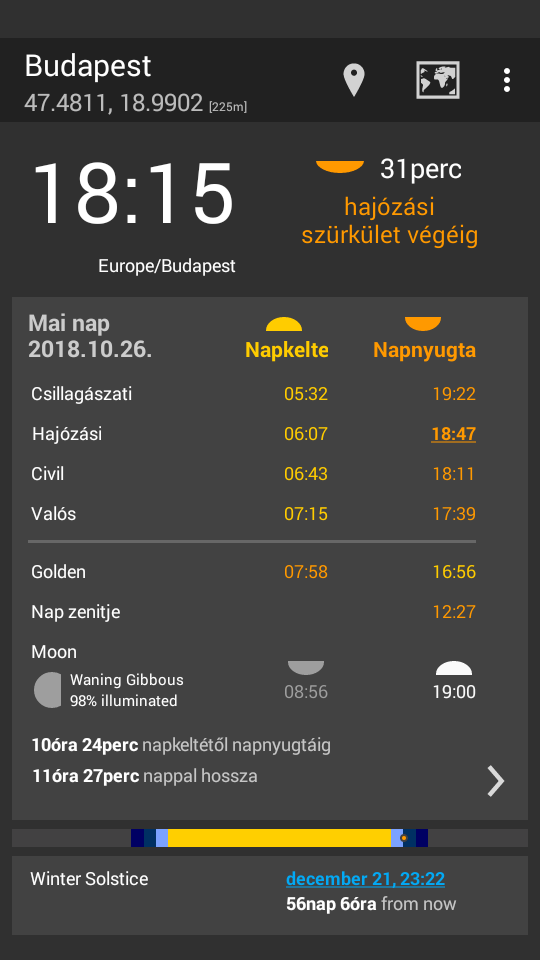 Budapest
47.4811, 18.9902 [225m]
18:15
31perc
hajózási
szürkület végéig
Europe/Budapest
Mai nap
2018.10.26.
Napkelte
Napnyugta
Csillagászati 05:32 19:22
Hajózási 06:07 18:47
Civil 06:43 18:11
Valós 07:15 17:39
Golden 07:58 16:56
Nap zenitje 12:27
Moon
Waning Gibbous
98% illuminated
08:56 19:00
10óra 24perc napkeltétől napnyugtáig
11óra 27perc nappal hossza
Winter Solstice december 21, 23:22
56nap 6óra from now